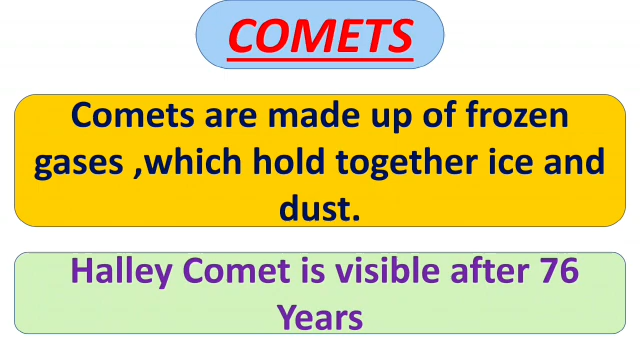 COMETS
Comets are made up of frozen
gases ,which hold together ice and
dust.
Halley Comet is visible after 76
Years